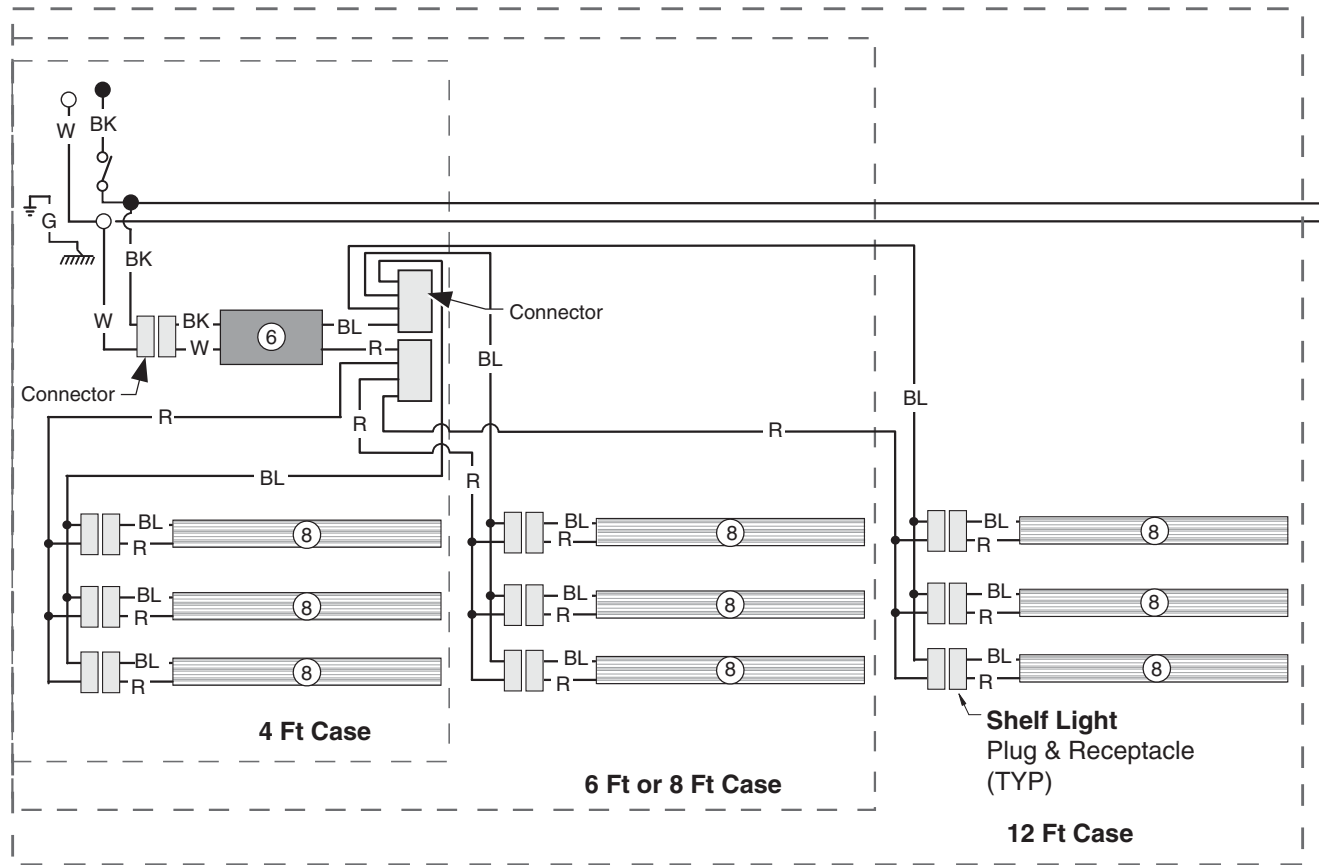 W
BK
G
BK
W
BK
W
6
BL
R
Connector
Connector
BL
BL
R
R
R
BL
R
BL
R
8
BL
R
8
BL
R
8
BL
R
8
BL
R
8
BL
R
8
BL
R
8
BL
R
8
BL
R
8
4 Ft Case
6 Ft or 8 Ft Case
Shelf Light
Plug & Receptacle
(TYP)
12 Ft Case